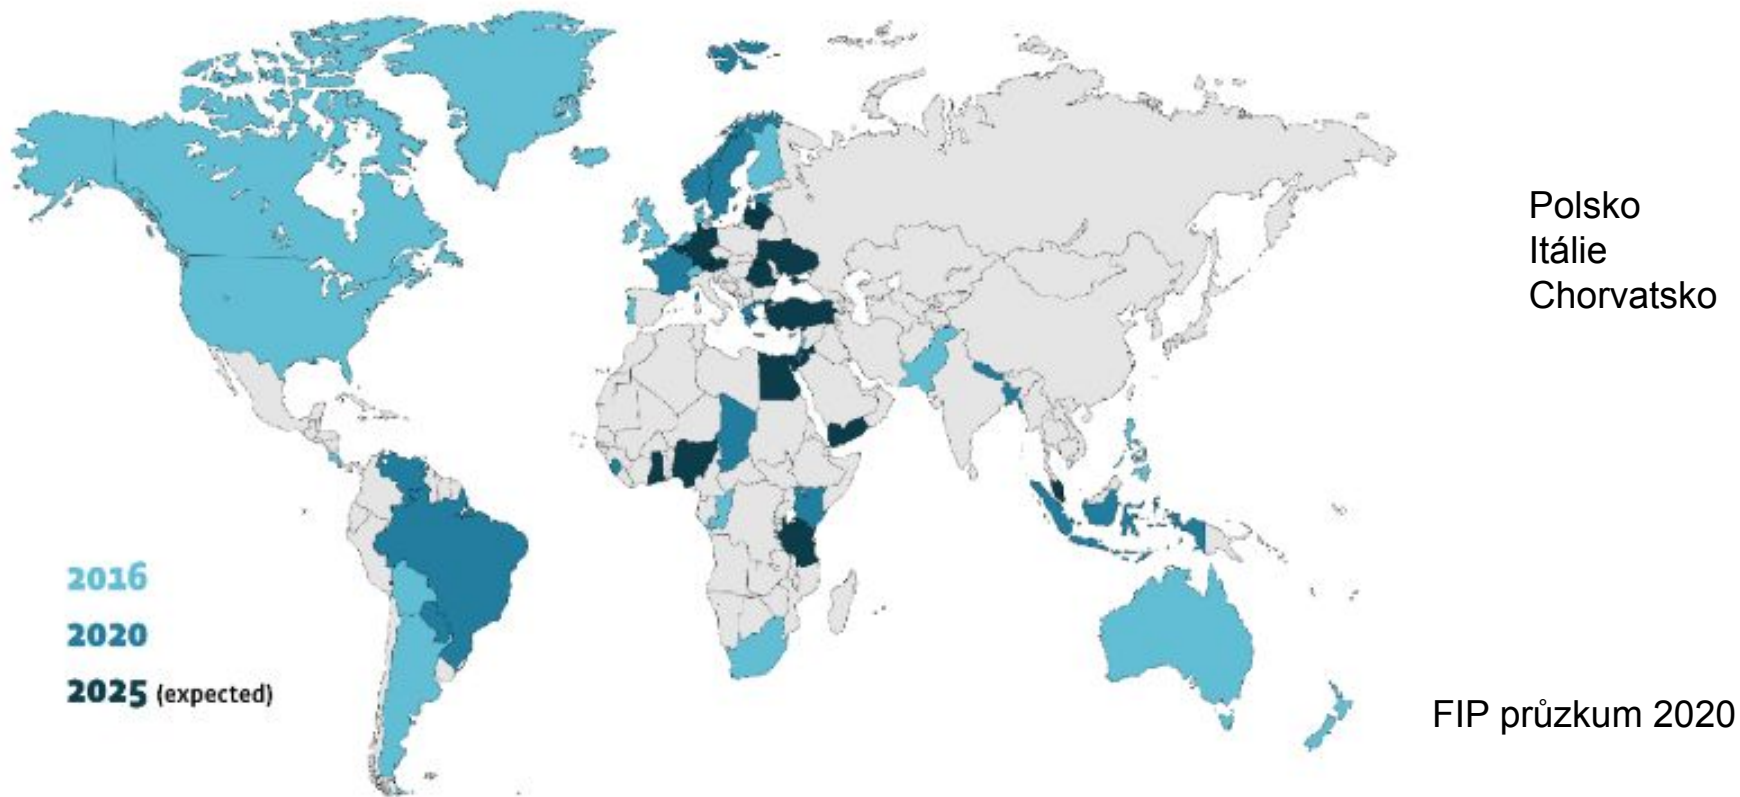 Polsko
Itálie
Chorvatsko
2016
2020
2025 (expected)
FIP průzkum 2020